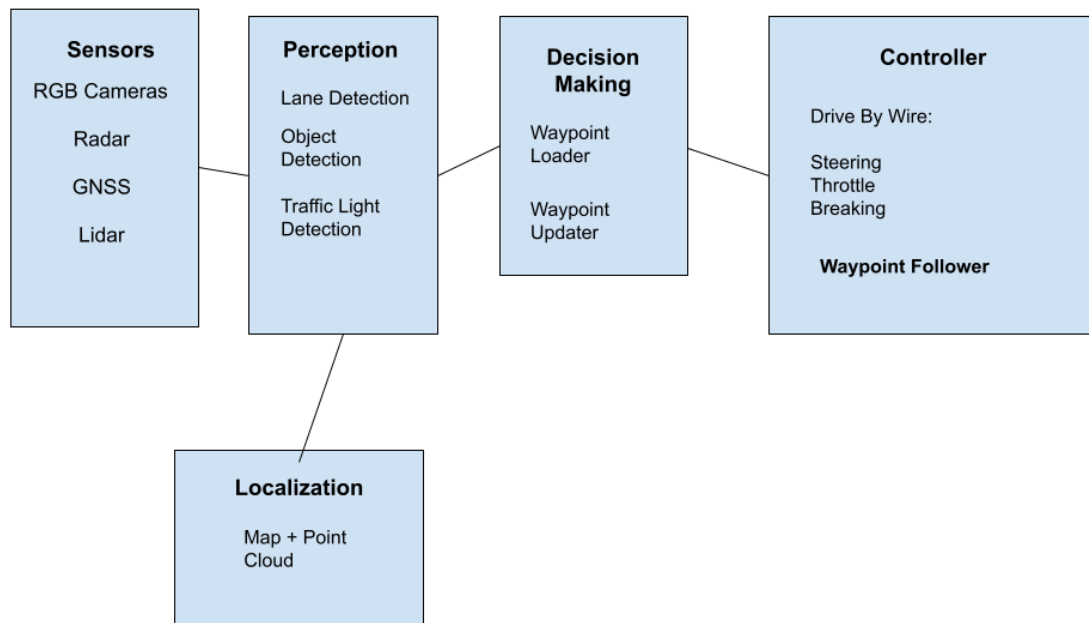 Sensors
RGB Cameras
Radar
GNSS
Lidar
Perception
Lane Detection
Object
Detection
Traffic Light
Detection
Decision
Making
Waypoint
Loader
Waypoint
Updater
Controller
Drive By Wire:
Steering
Throttle
Breaking
Waypoint Follower
Localization
Map + Point
Cloud